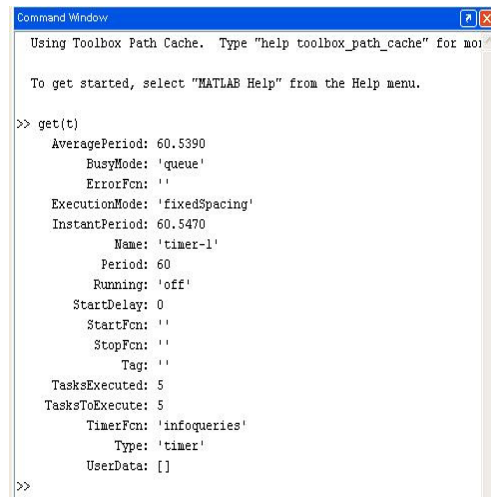 Command Window
Using Toolbox Path Cache. Type "help toolbox_path_cache" for
To get started, select "MATLAB Help" from the Help menu.
>> get(t)
AveragePeriod: 60.5390
BusyMode: 'queue'
ErrorFcn: ''
ExecutionMode: 'fixedSpacing'
InstantPeriod: 60.5470
Name: 'timer-1'
Period: 60
Running: 'off'
StartDelay: 0
StartFcn: ''
StopFcn: ''
Tag: ''
TasksExecuted: 5
TasksToExecute: 5
TimerFcn: 'infoqueries'
Type: 'timer'
UserData: []
>>